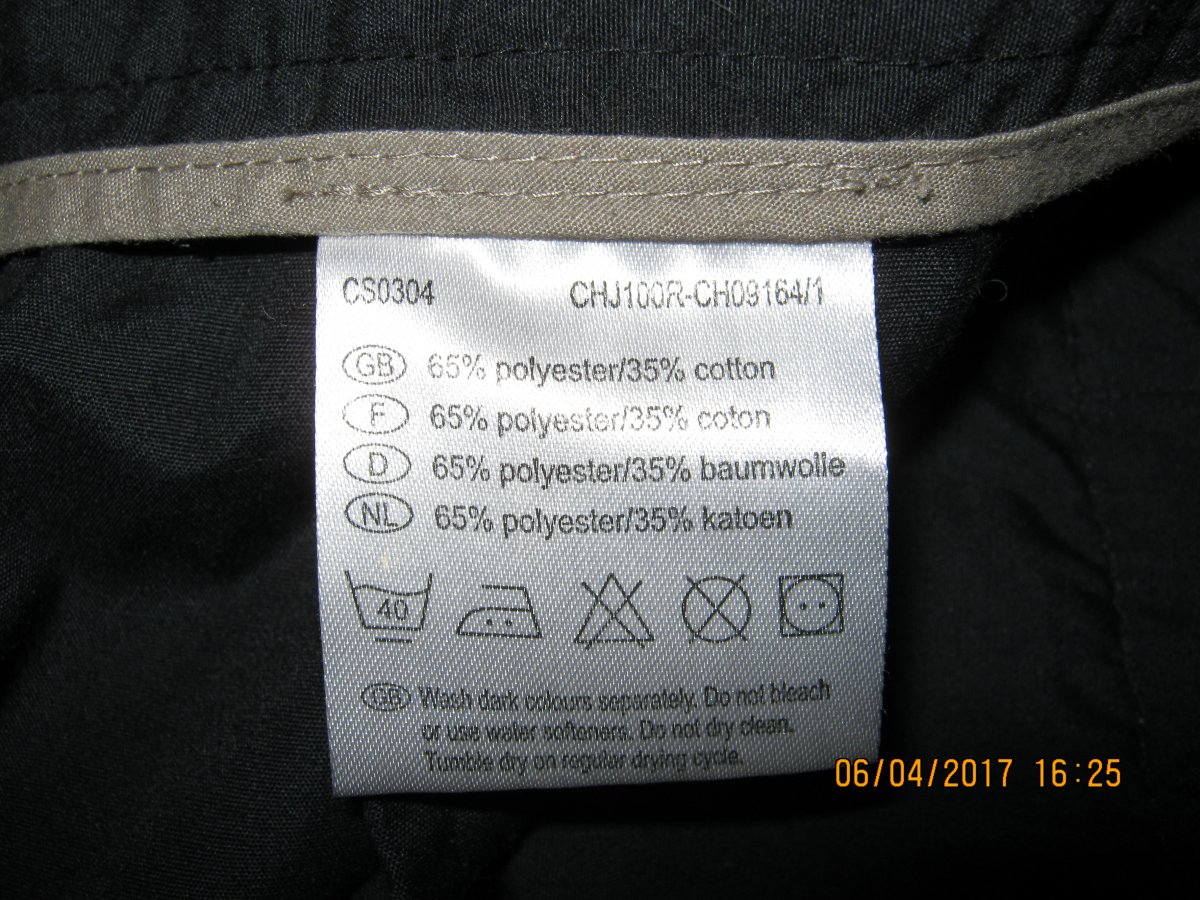 CS0304 CHJ100R-CH09164/1
GB 65% polyester/35% cotton
F 65% polyester/35% coton
D 65% polyester/35% baumwolle
NL 65% polyester/35% katoen
40
GB Wash dark colours separately. Do not bleach
or use water softeners. Do not dry clean.
Tumble dry on regular drying cycle.
06/04/2017 16:25